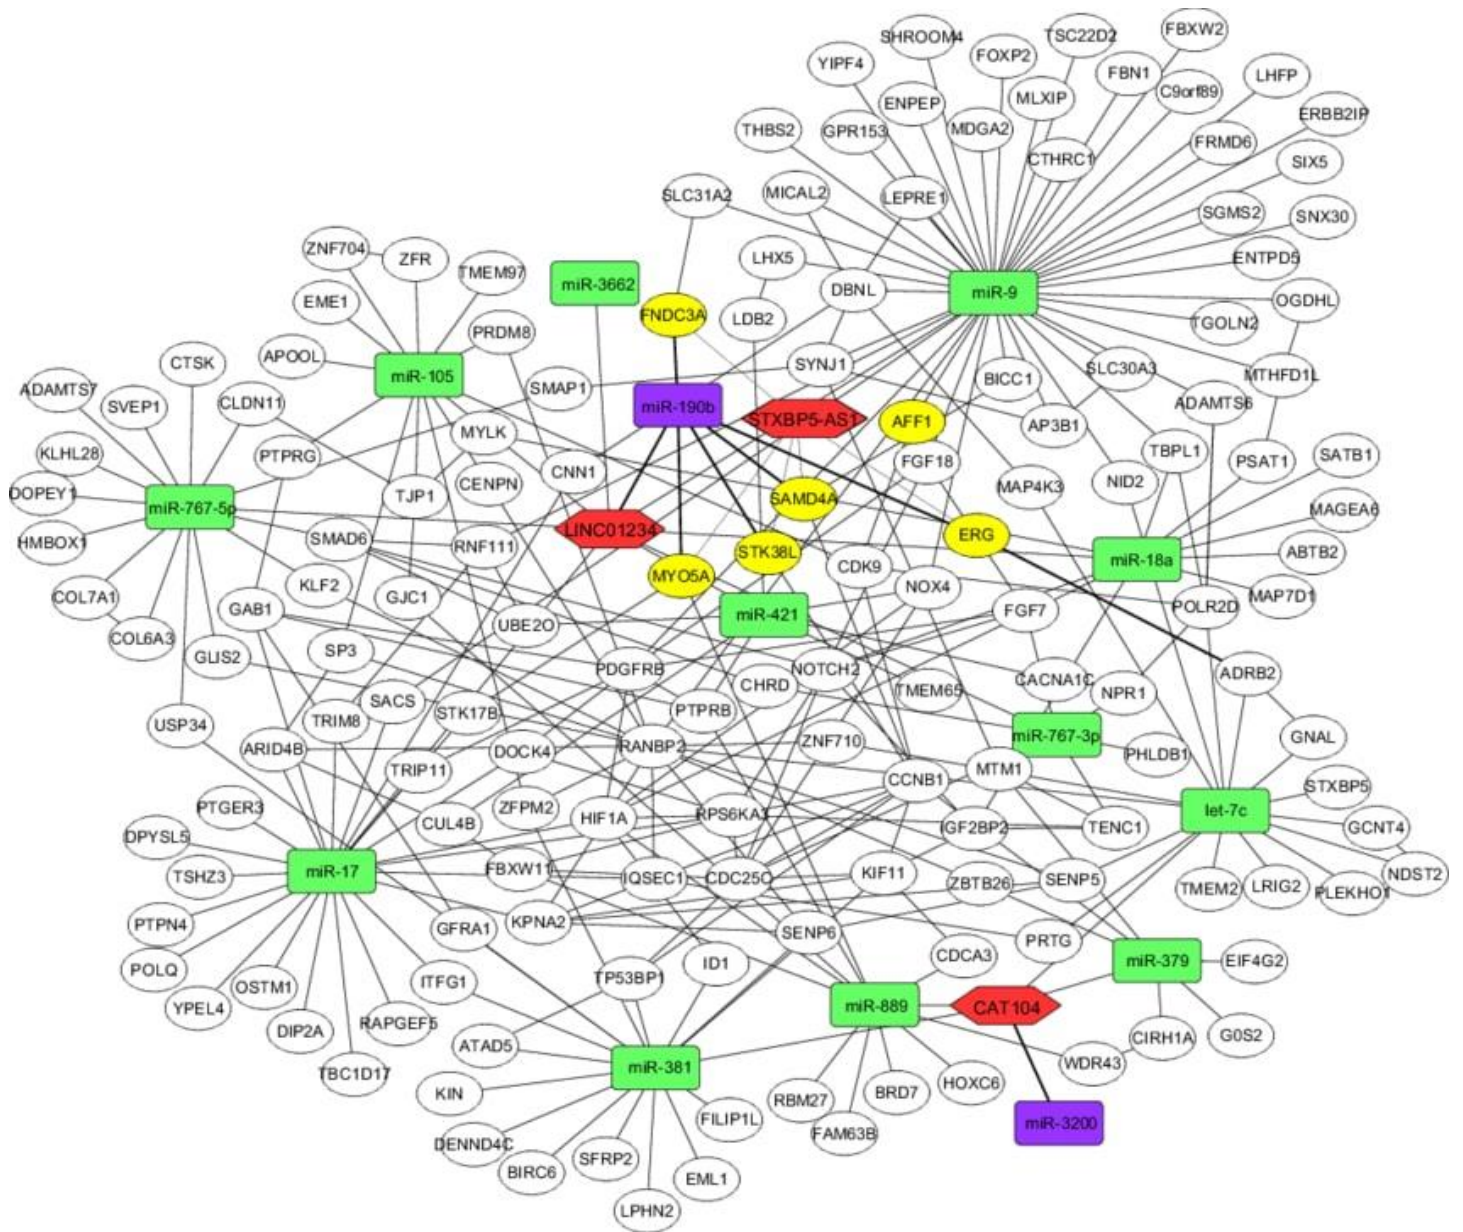 FBXW2
SHROOM4
TSC22D2
FOXP2
YIPF4
FBN1
LHFP
C9orf89
MLXIP
ENPEP
ERBB2IP
THBS2
GPR153
MDGA2
FRMD6
CTHRC1
SIX5
SLC31A2
MICAL2
LEPRE1
SGMS2
SNX30
ZNF704
ZFR
TMEM97
LHX5
ENTPD5
miR-3662
DBNL
miR-9
EME1
OGDHL
FNDC3A
LDB2
TGOLN2
PRDM8
APOOL
CTSK
SYNJ1
SLC30A3
miR-105
BICC1
MTHFD1L
ADAMTS7
SMAP1
SVEP1
CLDN11
miR-190b
STXBP5-AS1
ADAMTS6
AFF1
AP3B1
MYLK
KLHL28
PTPRG
TBPL1
SATB1
FGF18
PSAT1
CNN1
CENPN
MAP4K3
NID2
DOPEY1
TJP1
SAMD4A
miR-767-5p
MAGEA6
LINC01234
ERG
HMBOX1
SMAD6
RNF111
STK38L
ABTB2
miR-18a
CDK9
MYO5A
KLF2
NOX4
COL7A1
GJC1
MAP7D1
GAB1
miR-421
FGF7
POLR2D
UBE2O
COL6A3
SP3
GLIS2
PDGFRB
NOTCH2
ADRB2
CHRD
CACNA1C
TMEM65
NPR1
SACS
STK17B
PTPRB
USP34
TRIM8
miR-767-3p
GNAL
ARID4B
DOCK4
RANBP2
ZNF710
PHLDB1
TRIP11
CCNB1
MTM1
STXBP5
PTGER3
ZFPM2
let-7c
RPS6KA3
HIF1A
CUL4B
IGF2BP2
TENC1
GCNT4
DPYSL5
miR-17
FBXW11
IQSEC1
CDC25C
KIF11
TSHZ3
ZBTB26
SENP5
NDST2
TMEM2
LRIG2
PLEKHO1
PTPN4
GFRA1
KPNA2
SENP6
PRTG
CDCA3
miR-379
EIF4G2
POLQ
OSTM1
ITFG1
TP53BP1
ID1
YPEL4
miR-889
CAT104
DIP2A
RAPGEF5
G0S2
CIRH1A
ATAD5
WDR43
miR-381
TBC1D17
HOXC6
KIN
BRD7
RBM27
FILIP1L
miR-3200
FAM63B
DENND4C
SFRP2
BIRC6
EML1
LPHN2